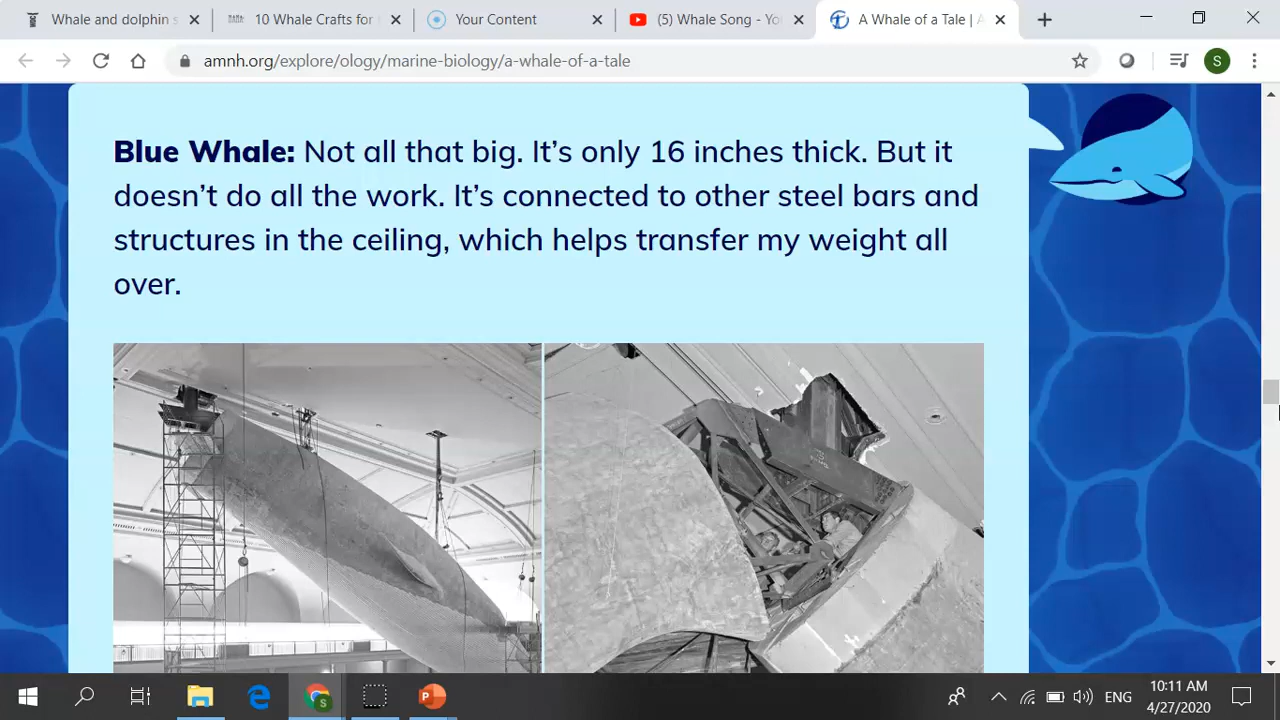 Whale and dolphin s
10 Whale Crafts for
Your Content
(5) Whale Song - Yo
A Whale of a Tale | A
amnh.org/explore/ology/marine-biology/a-whale-of-a-tale
S
Blue Whale: Not all that big. It’s only 16 inches thick. But it
doesn’t do all the work. It’s connected to other steel bars and
structures in the ceiling, which helps transfer my weight all
over.
ENG
10:11 AM
4/27/2020